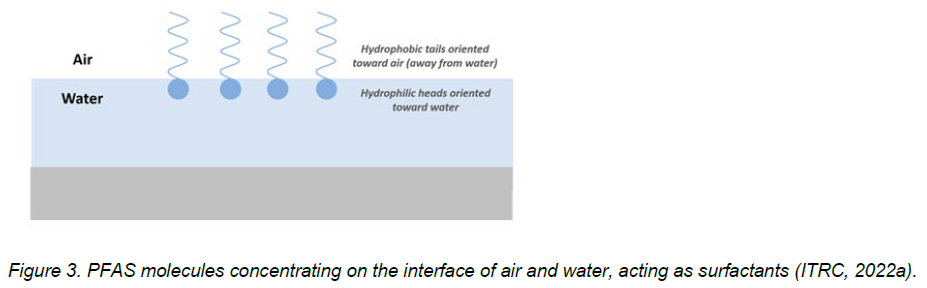 Air
Hydrophobic tails oriented
toward air (away from water)
Water
Hydrophilic heads oriented
toward water
Figure 3. PFAS molecules concentrating on the interface of air and water, acting as surfactants (ITRC, 2022a).